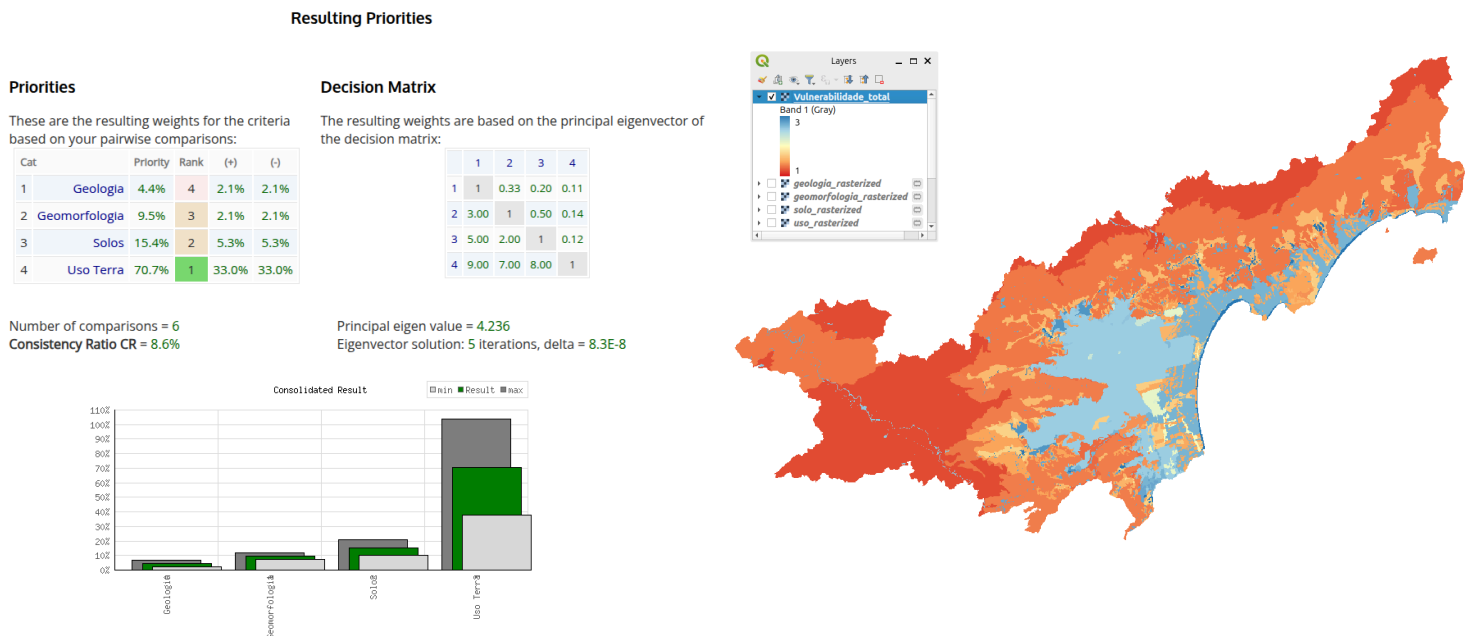 Resulting Priorities
Priorities
These are the resulting weights for the criteria
based on your pairwise comparisons:
Cat Priority Rank (+) (-)
1 Geologia 4.4% 4 2.1% 2.1%
2 Geomorfologia 9.5% 3 2.1% 2.1%
3 Solos 15.4% 2 5.3% 5.3%
4 Uso Terra 70.7% 1 33.0% 33.0%
Number of comparisons = 6
Consistency Ratio CR = 8.6%
Decision Matrix
The resulting weights are based on the principal eigenvector of
the decision matrix:
1 2 3 4
1 1 0.33 0.20 0.11
2 3.00 1 0.50 0.14
3 5.00 2.00 1 0.12
4 9.00 7.00 8.00 1
Principal eigen value = 4.236
Eigenvector solution: 5 iterations, delta = 8.3E-8
Consolidated Result
min Result max
110%
100%
90%
80%
70%
60%
50%
40%
30%
20%
10%
0%
Geologia
eomorfologia
Solos
Uso Terra
Layers
Vulnerabilidade_total
Band 1 (Gray)
3
1
geologia_rasterized
geomorfologia_rasterized
solo_rasterized
uso_rasterized